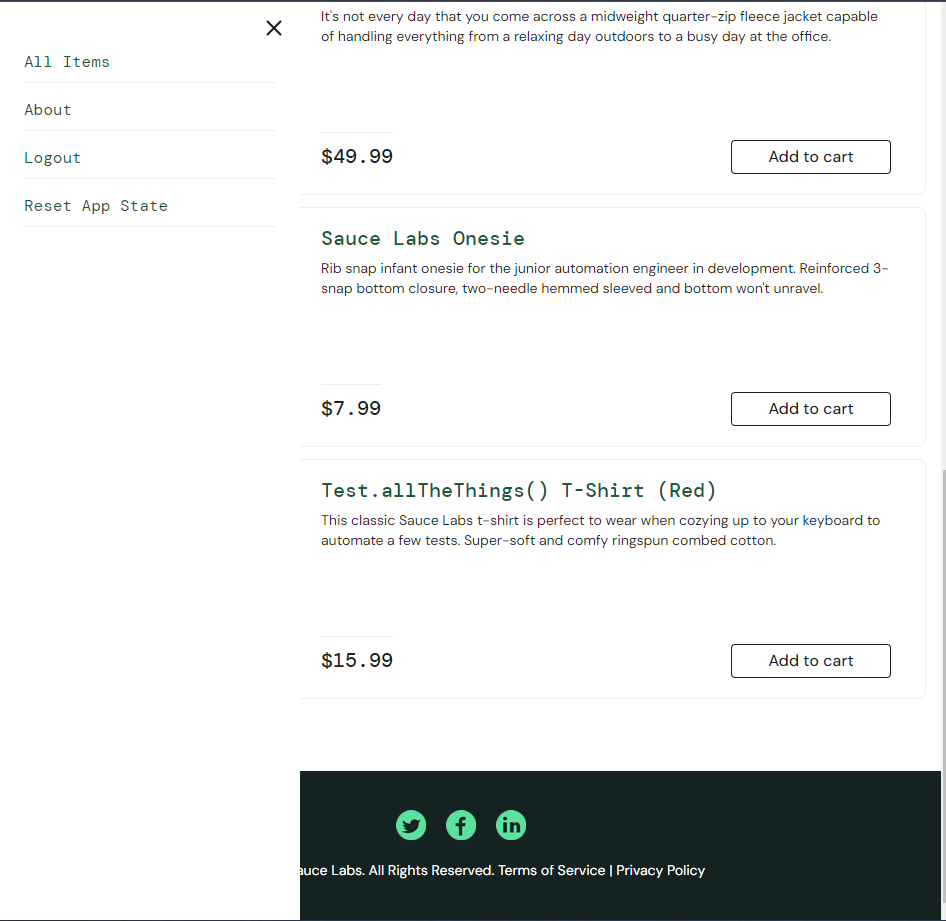 All Items
About
Logout
Reset App State
It's not every day that you come across a midweight quarter-zip fleece jacket capable
of handling everything from a relaxing day outdoors to a busy day at the office.
$49.99
Add to cart
Sauce Labs Onesie
Rib snap infant onesie for the junior automation engineer in development. Reinforced 3-
snap bottom closure, two-needle hemmed sleeved and bottom won't unravel.
$7.99
Add to cart
Test.allTheThings() T-Shirt (Red)
This classic Sauce Labs t-shirt is perfect to wear when cozying up to your keyboard to
automate a few tests. Super-soft and comfy ringspun combed cotton.
$15.99
Add to cart
auce Labs. All Rights Reserved. Terms of Service | Privacy Policy